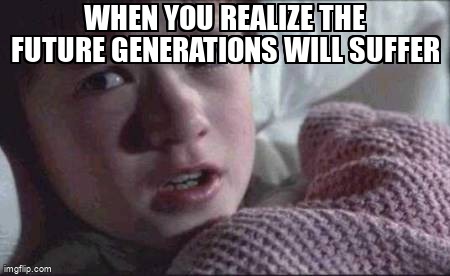 WHEN YOU REALIZE THE
FUTURE GENERATIONS WILL SUFFER
imgflip.com